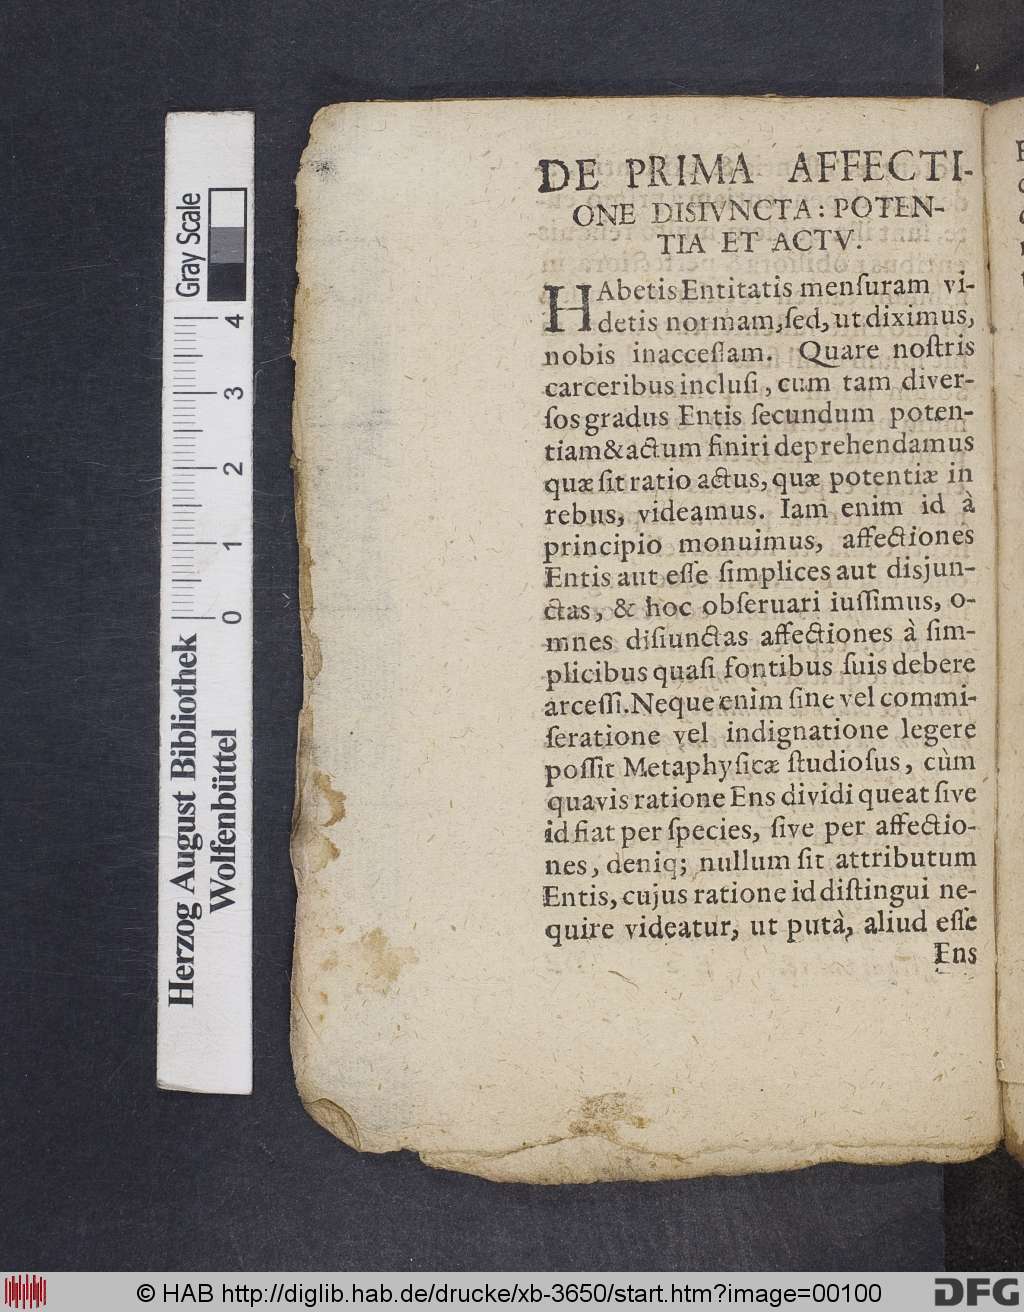 DE PRIMA AFFECTI-
ONE DISIVNCTA: POTEN-
TIA ET ACTV.
HAbetis Entitatis menſuram vi-
detis normam, ſed, ut diximus,
nobis inacceſſam. Quare noſtris
carceribus incluſi, cum tam diver-
ſos gradus Entis ſecundum poten-
tiam & actum finiri deprehendamus
quæ ſit ratio actus, quæ potentiæ in
rebus, videamus. Iam enim id à
principio monuimus, affectiones
Entis aut eſſe ſimplices aut disjun-
ctas, & hoc obſeruari iuſſimus, o-
mnes diſiunctas affectiones à ſim-
plicibus quaſi fontibus ſuis debere
arceſſi. Neque enim ſine vel commi-
ſeratione vel indignatione legere
poſſit Metaphyſicæ ſtudioſus, cùm
quavis ratione Ens dividi queat ſive
id fiat per ſpecies, ſive per affectio-
nes, deniq; nullum ſit attributum
Entis, cujus ratione id diſtingui ne-
quire videatur, ut putà, aliud eſſe
Ens
Gray Scale
4
3
2
1
0
Herzog August Bibliothek
Wolfenbüttel
© HAB http://diglib.hab.de/drucke/xb-3650/start.htm?image=00100
DFG